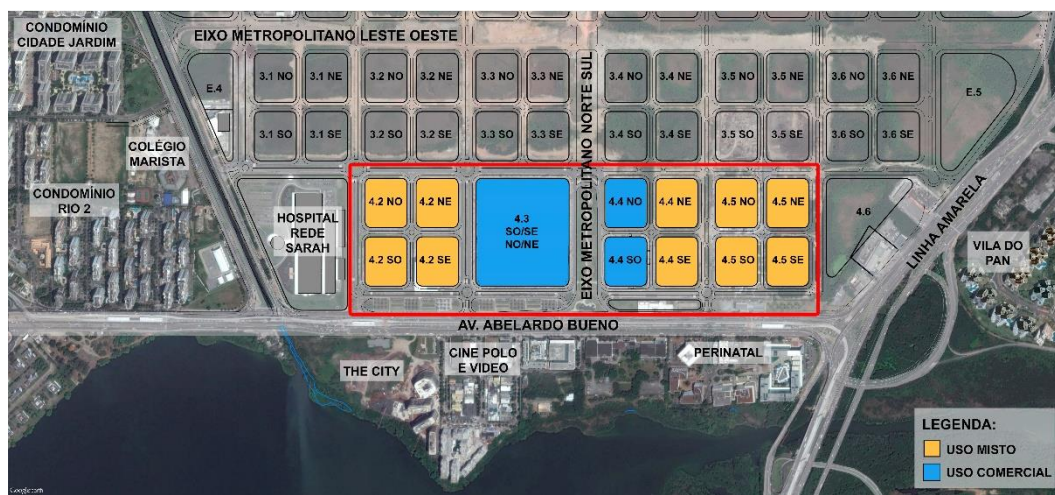 CONDOMÍNIO
CIDADE JARDIM
EIXO METROPOLITANO LESTE OESTE
E.4
3.1 NO
3.1 NE
3.2 NO
3.2 NE
3.3 NO
3.3 NE
3.4 NO
3.4 NE
3.5 NO
3.5 NE
3.6 NO
3.6 NE
E.5
3.1 SO
3.1 SE
3.2 SO
3.2 SE
3.3 SO
3.3 SE
3.4 SO
3.4 SE
3.5 SO
3.5 SE
3.6 SO
3.6 SE
COLÉGIO
MARISTA
CONDOMÍNIO
RIO 2
HOSPITAL
REDE
SARAH
4.2 NO
4.2 NE
4.3
SO/SE
NO/NE
EIXO METROPOLITANO NORTE SUL
4.4 NO
4.4 NE
4.5 NO
4.5 NE
4.6
4.2 SO
4.2 SE
4.4 SO
4.4 SE
4.5 SO
4.5 SE
LINHA AMARELA
VILA DO
PAN
AV. ABELARDO BUENO
THE CITY
CINE POLO
E VIDEO
PERINATAL
LEGENDA:
USO MISTO
USO COMERCIAL
Google earth